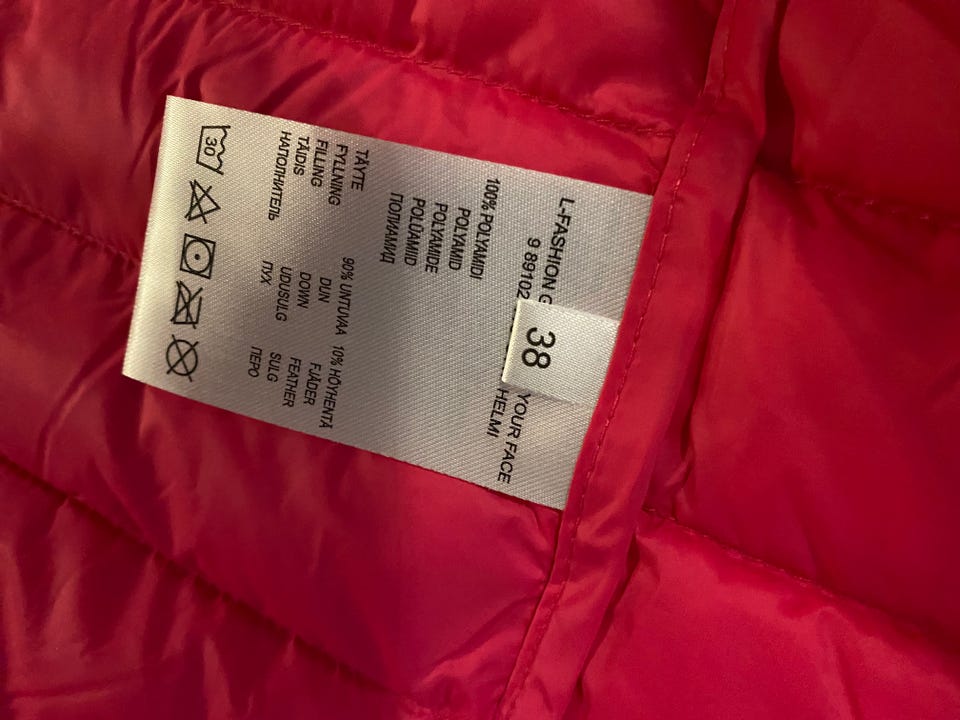 L-FASHION YOUR FACE
9 89102 HELMI
38
100% POLYAMIDI
POLYAMID
POLYAMIDE
POLÜAMIID
ПОЛИАМИД
TÄYTE 90% UNTUVAA 10% HÖYHENTÄ
FYLLNING DUN FJÄDER
FILLING DOWN FEATHER
TÄIDIS UDUSULG SULG
НАПОЛНИТЕЛЬ ПУХ ПЕРО
30